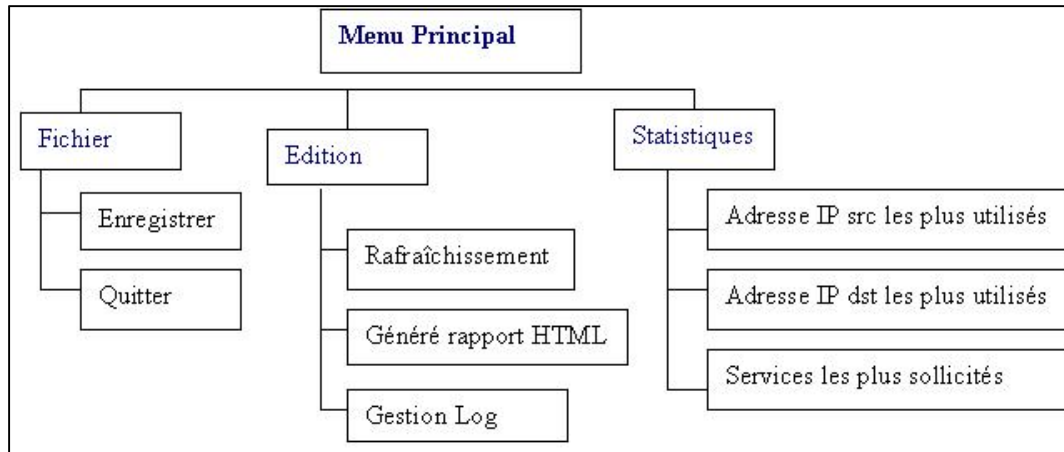 Menu Principal
Fichier
Enregistrer
Quitter
Edition
Rafraîchissement
Généré rapport HTML
Gestion Log
Statistiques
Adresse IP src les plus utilisés
Adresse IP dst les plus utilisés
Services les plus sollicités